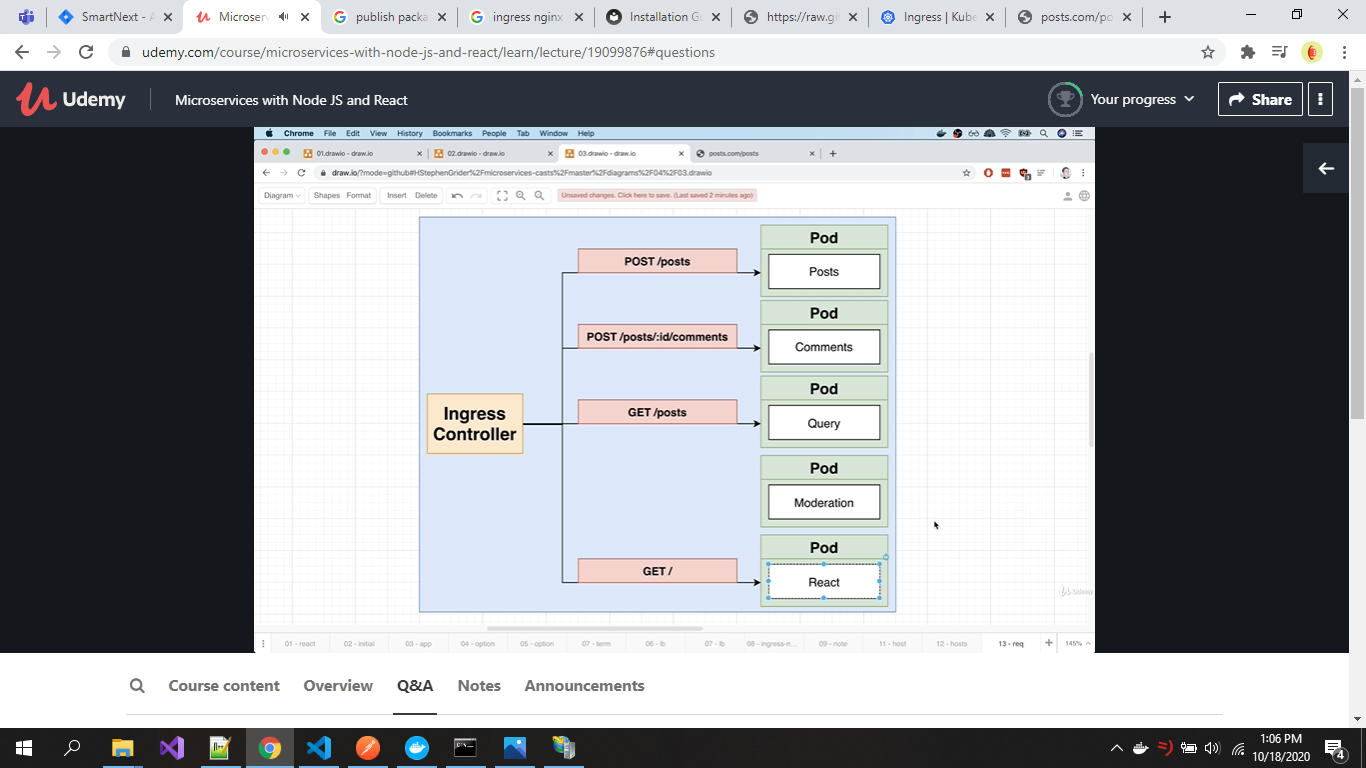 SmartNext - A
Microserv
publish packa
ingress nginx
Installation Gu
https://raw.gi
Ingress | Kube
posts.com/po
udemy.com/course/microservices-with-node-js-and-react/learn/lecture/19099876#questions
Udemy
Microservices with Node JS and React
Your progress
Share
Chrome File Edit View History Bookmarks People Tab Window Help
01.drawio - draw.io
02.drawio - draw.io
03.drawio - draw.io
posts.com/posts
draw.io/?mode=github#HStephenGrider%2Fmicroservices-casts%2Fmaster%2Fdiagrams%2F04%2F03.drawio
Diagram Shapes Format Insert Delete Unsaved changes. Click here to save. (Last saved 2 minutes ago)
Pod
POST /posts
Posts
Pod
POST /posts/:id/comments
Comments
Pod
GET /posts
Query
Ingress
Controller
Pod
Moderation
Pod
GET /
React
Udemy
01 - react 02 - initial 03 - app 04 - option 05 - option 07 - term 06 - lb 07 - lb 08 - ingress-n... 09 - note 11 - host 12 - hosts 13 - req 145%
Course content Overview Q&A Notes Announcements
1:06 PM
10/18/2020
4